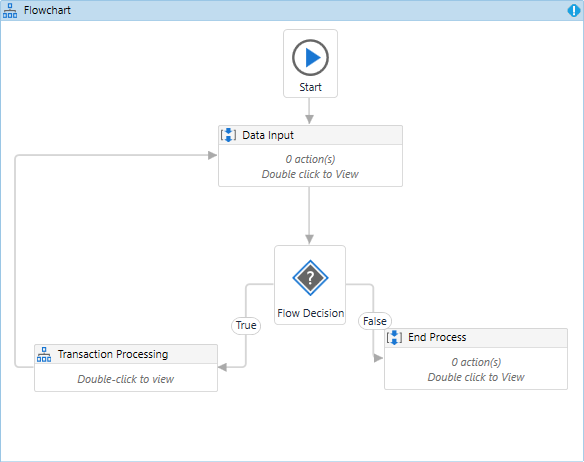 Flowchart
Start
Data Input
0 action(s)
Double click to View
Flow Decision
True
False
Transaction Processing
Double-click to view
End Process
0 action(s)
Double click to View